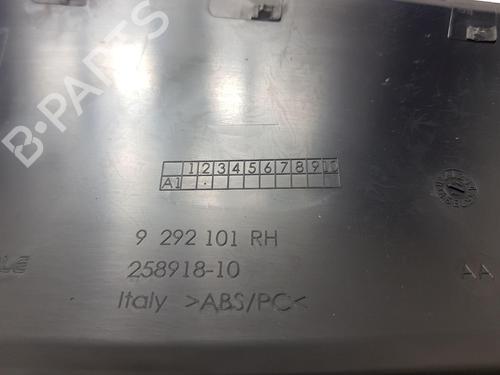 B-PARTS
1 2 3 4 5 6 7 8 9 10
A1
9 292 101 RH
258918-10
AA
Italy >ABS/PC<